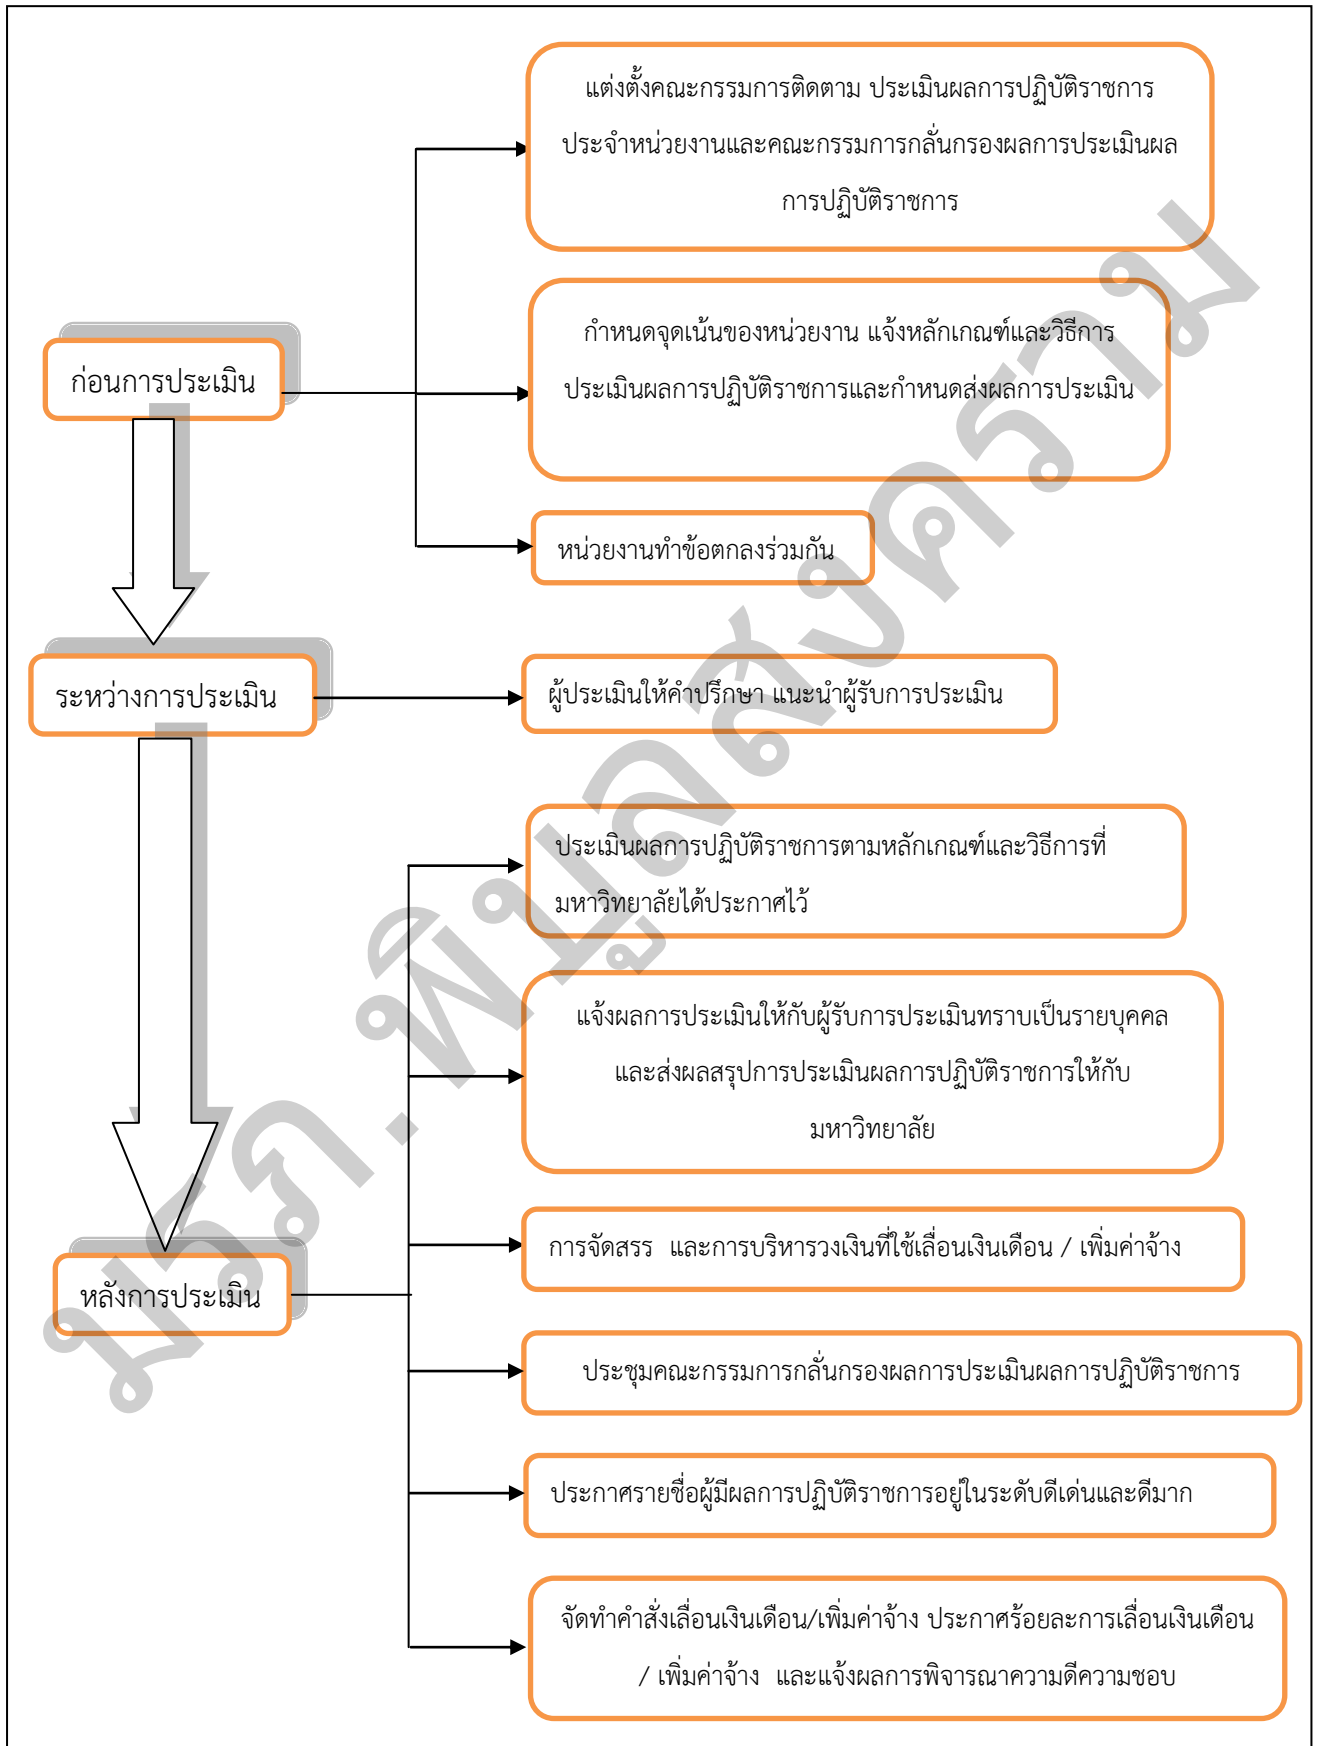 แต่งตั้งคณะกรรมการติดตาม ประเมินผลการปฏิบัติราชการ
ประจำหน่วยงานและคณะกรรมการกลั่นกรองผลการประเมินผล
การปฏิบัติราชการ
ก่อนการประเมิน
กำหนดจุดเน้นของหน่วยงาน แจ้งหลักเกณฑ์และวิธีการ
ประเมินผลการปฏิบัติราชการและกำหนดส่งผลการประเมิน
หน่วยงานทำข้อตกลงร่วมกัน
ระหว่างการประเมิน
ผู้ประเมินให้คำปรึกษา แนะนำผู้รับการประเมิน
ประเมินผลการปฏิบัติราชการตามหลักเกณฑ์และวิธีการที่
มหาวิทยาลัยได้ประกาศไว้
แจ้งผลการประเมินให้กับผู้รับการประเมินทราบเป็นรายบุคคล
และส่งผลสรุปการประเมินผลการปฏิบัติราชการให้กับ
มหาวิทยาลัย
การจัดสรร และการบริหารวงเงินที่ใช้เลื่อนเงินเดือน / เพิ่มค่าจ้าง
หลังการประเมิน
ประชุมคณะกรรมการกลั่นกรองผลการประเมินผลการปฏิบัติราชการ
ประกาศรายชื่อผู้มีผลการปฏิบัติราชการอยู่ในระดับดีเด่นและดีมาก
จัดทำคำสั่งเลื่อนเงินเดือน/เพิ่มค่าจ้าง ประกาศร้อยละการเลื่อนเงินเดือน
/ เพิ่มค่าจ้าง และแจ้งผลการพิจารณาความดีความชอบ
มรภ.พิบูลสงคราม